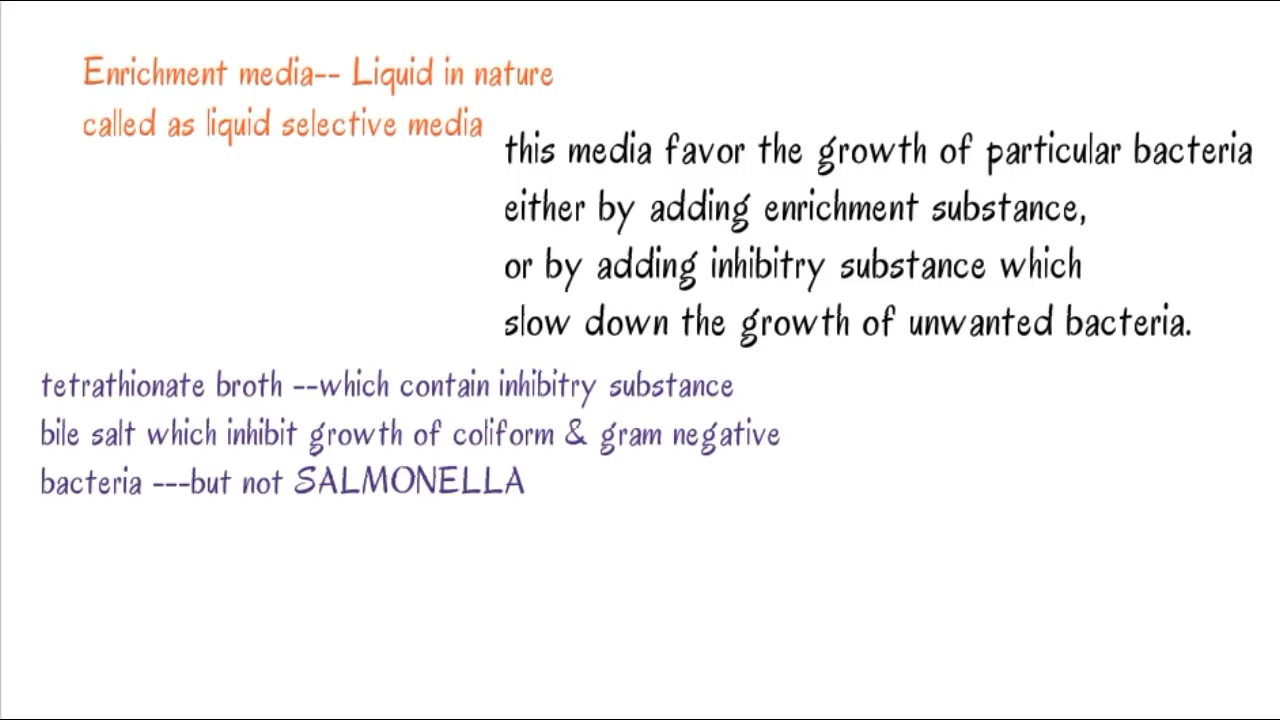 Enrichment media-- Liquid in nature
called as liquid selective media
this media favor the growth of particular bacteria
either by adding enrichment substance,
or by adding inhibitry substance which
slow down the growth of unwanted bacteria.
tetrathionate broth --which contain inhibitry substance
bile salt which inhibit growth of coliform & gram negative
bacteria ---but not SALMONELLA